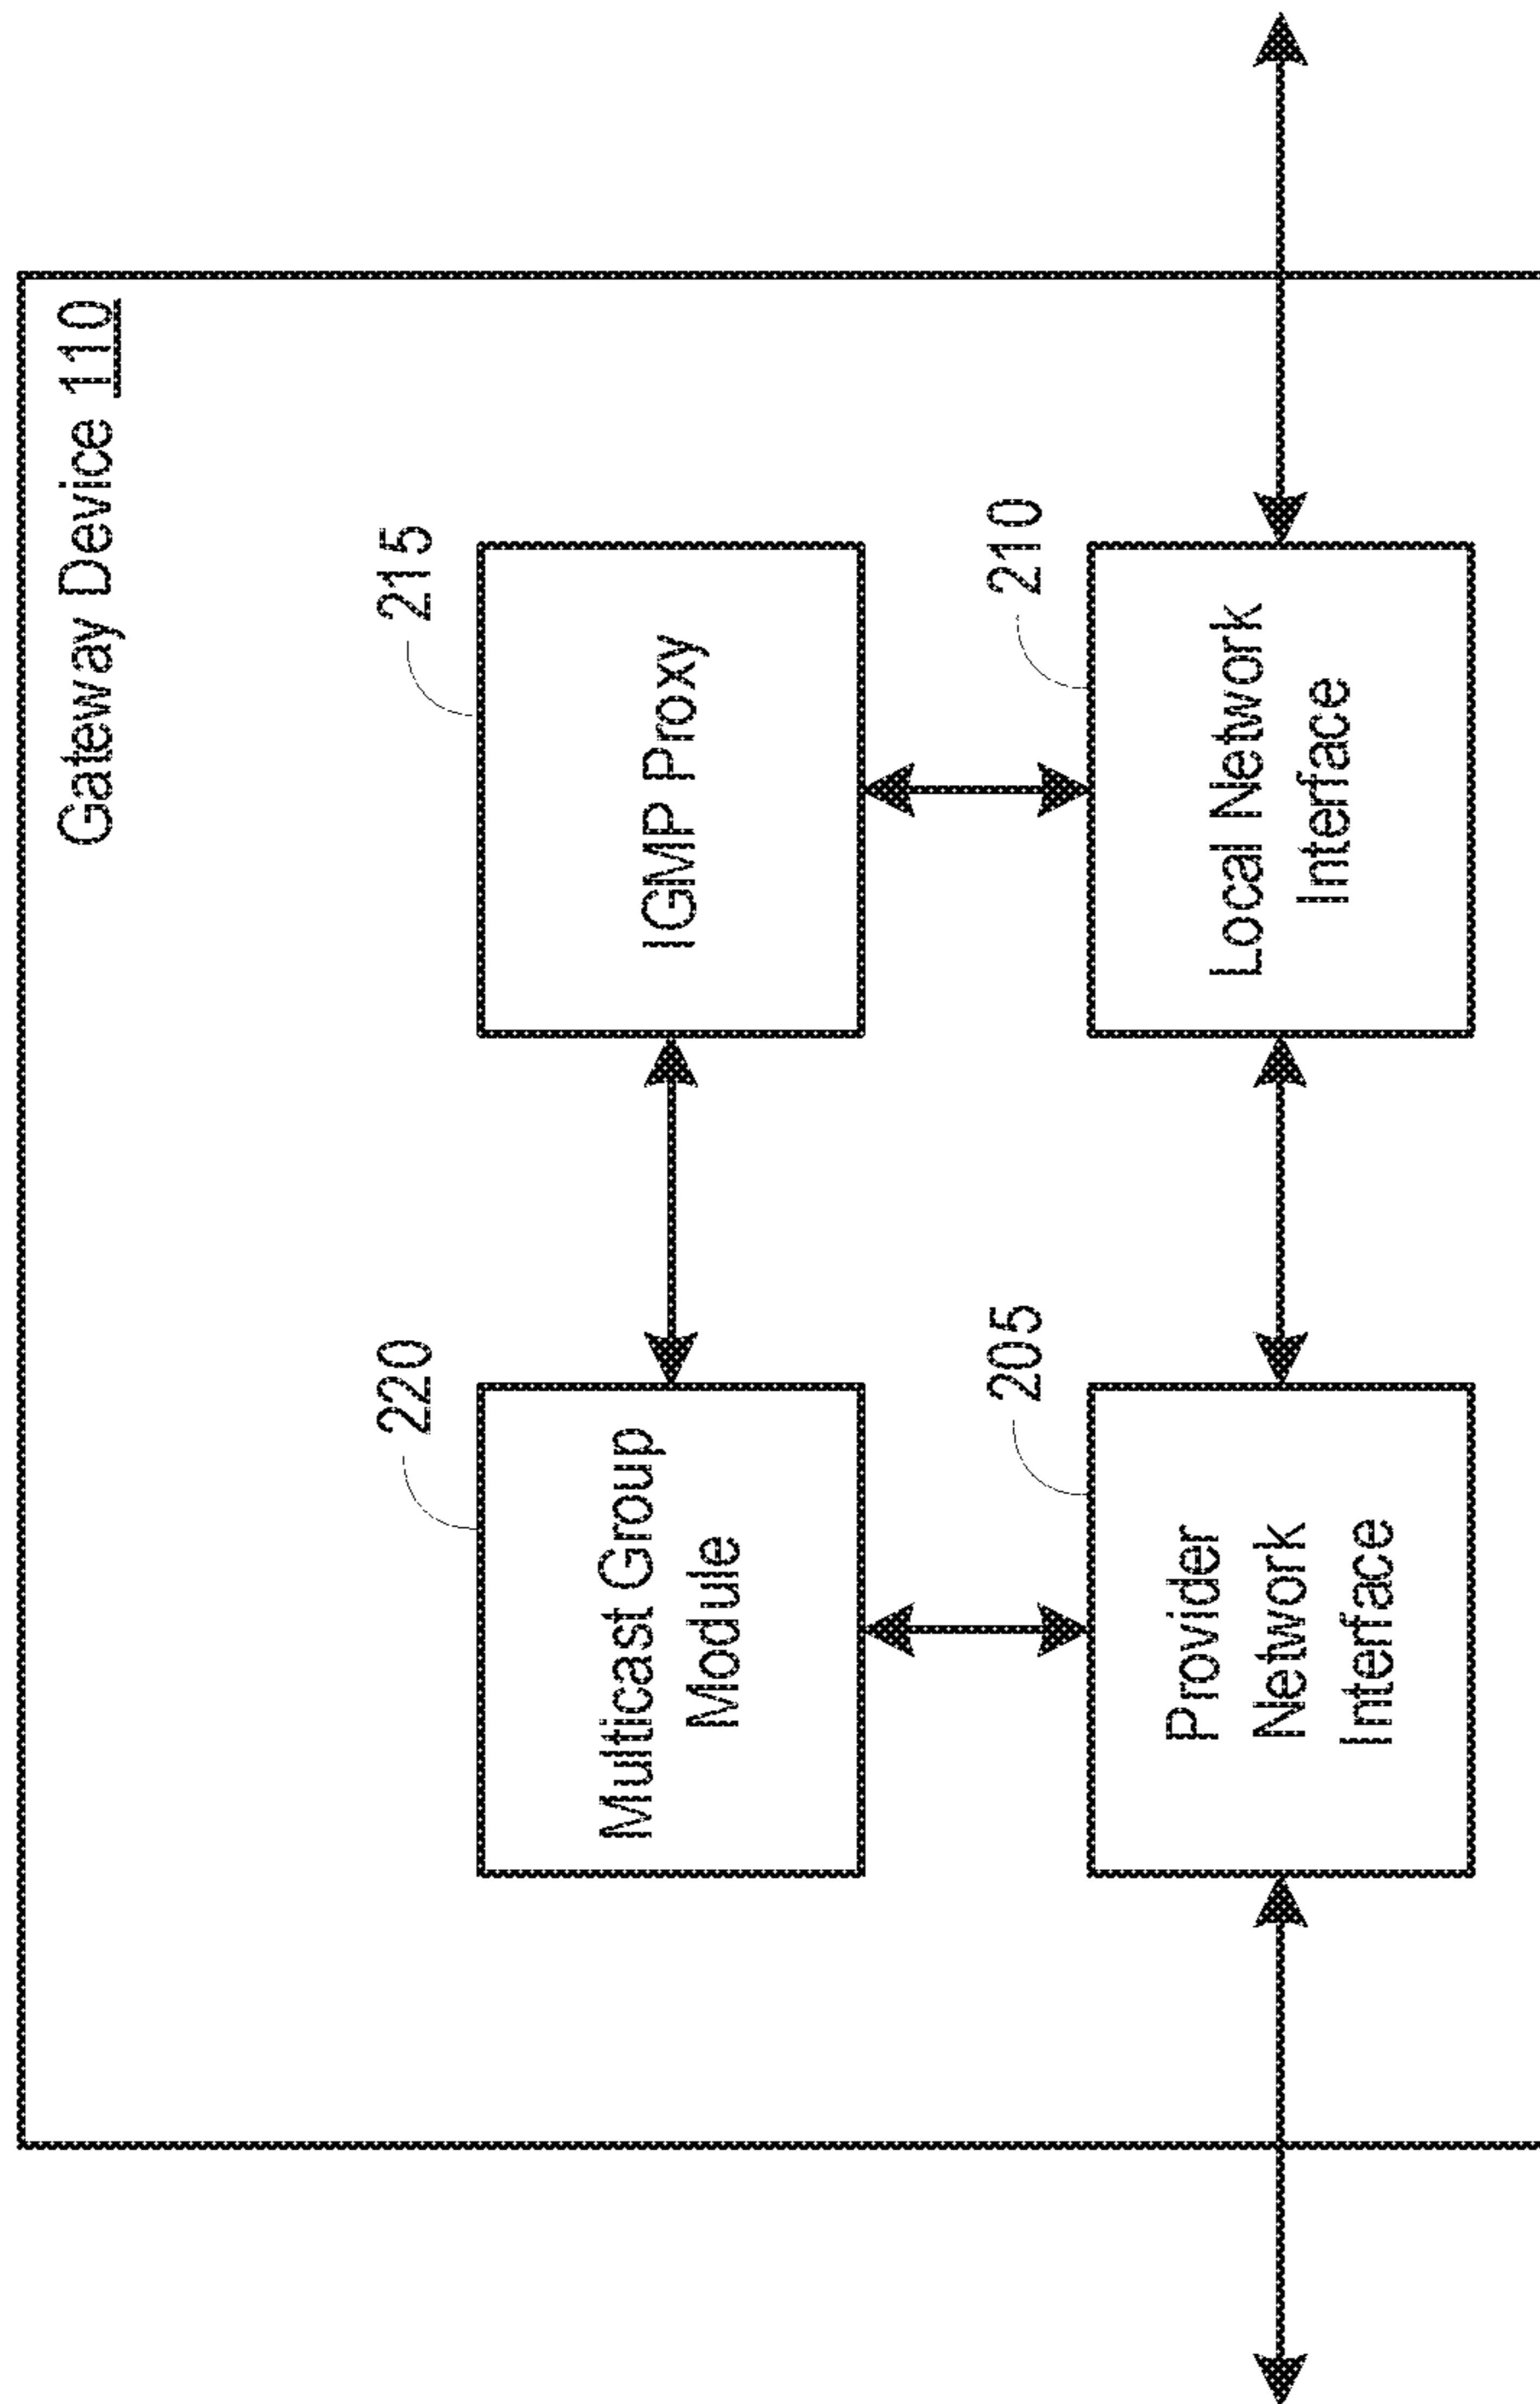 Gateway Device 110
220
Multicast Group
Module
215
IGMP Proxy
205
Provider
Network
Interface
210
Local Network
Interface